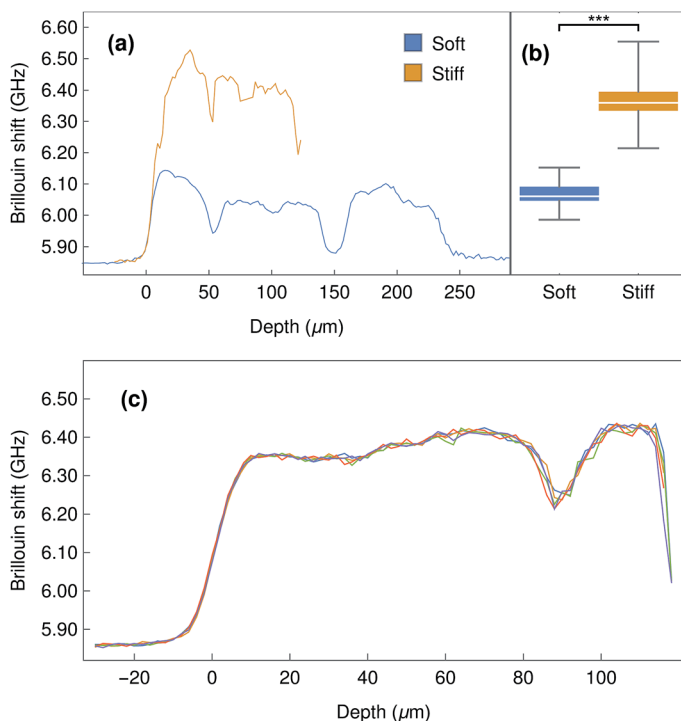 (a)
Soft
Stiff
(b)
***
Brillouin shift (GHz)
6.60
6.50
6.40
6.30
6.20
6.10
6.00
5.90
0
50
100
150
200
250
Depth (µm)
Soft
Stiff
(c)
Brillouin shift (GHz)
6.50
6.40
6.30
6.20
6.10
6.00
5.90
−20
0
20
40
60
80
100
Depth (µm)